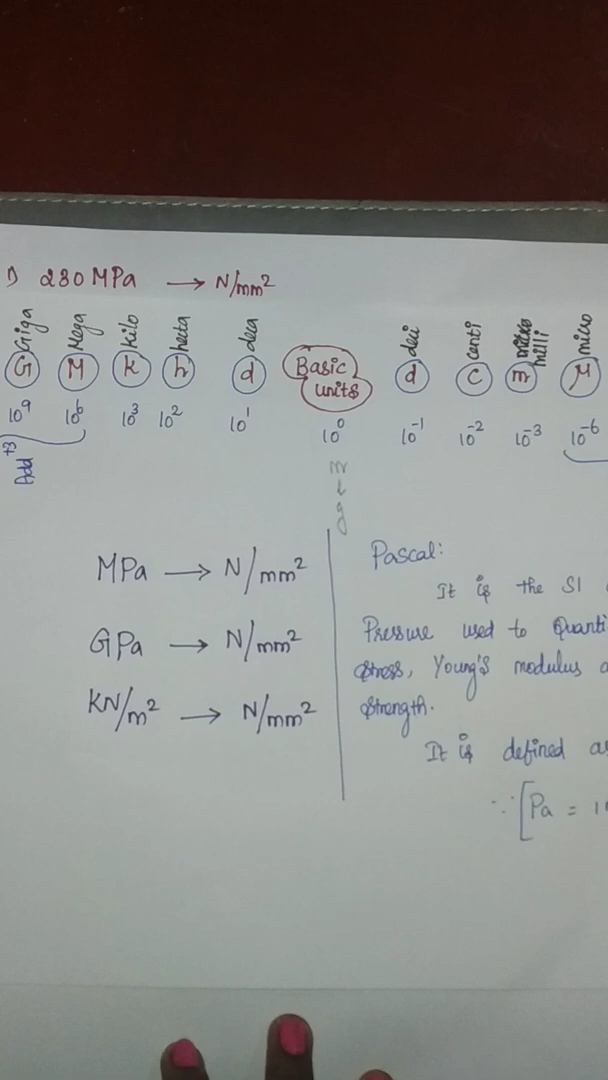 1) 280 MPa → N/mm²
Giga Mega Kilo hecta deca deci centi milli micro
G M K h d Basic units d C m μ
10⁹ 10⁶ 10³ 10² 10¹ 10⁰ 10⁻¹ 10⁻² 10⁻³ 10⁻⁶
+3
Add
MPa → N/mm²
GPa → N/mm²
KN/m² → N/mm²
Pascal:
It is the SI
Pressure used to Quanti
stress, Young's modulus a
strength.
It is defined as
∵ [Pa = 1